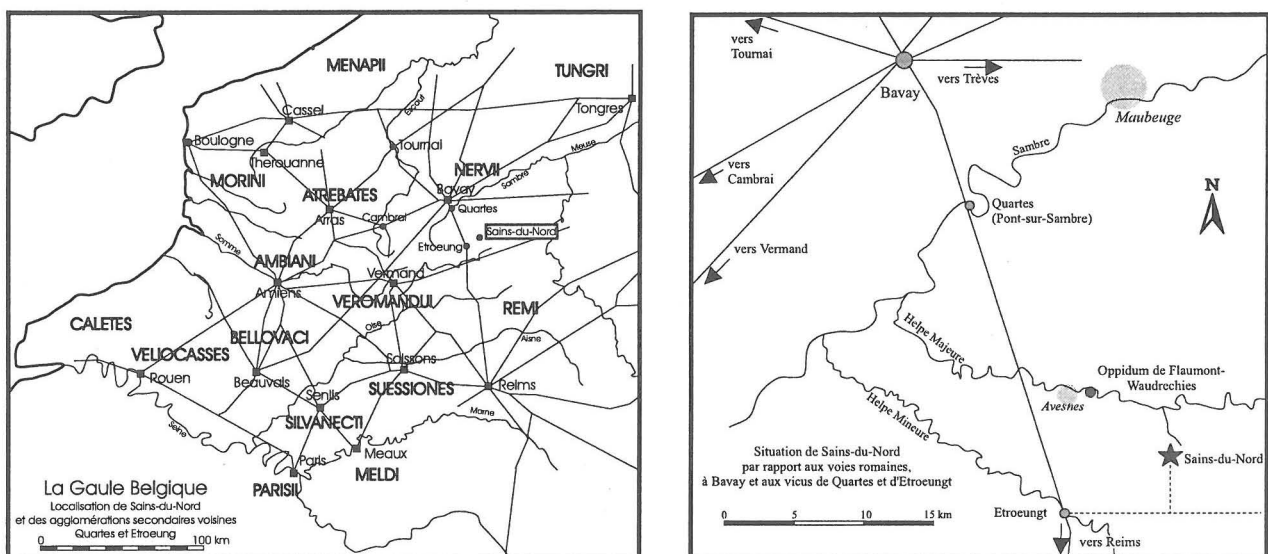 MENAPII
TUNGRI
Cassel
Escaut
Tongres
Boulogne
Thérouanne
Tournai
Meuse
NERVII
MORINI
Sambre
ATREBATES
Bavay
Arras
Cambrai
Quartes
Sains-du-Nord
Etroeung
Somme
AMBIANI
Vermand
Amiens
VEROMANDUI
REMI
CALETES
Oise
BELLOVACI
Aisne
VELIOCASSES
Soissons
Rouen
Beauvais
SUESSIONES
Reims
Senlis
SILVANECTI
Marne
Seine
Meaux
Paris
MELDI
PARISII
La Gaule Belgique
Localisation de Sains-du-Nord
et des agglomérations secondaires voisines
Quartes et Etroeung
0 100 km
vers
Tournai
vers Trèves
Bavay
Maubeuge
Sambre
vers
Cambrai
N
Quartes
(Pont-sur-Sambre)
vers Vermand
Helpe Majeure
Oppidum de Flaumont-
Waudrechies
Avesnes
Helpe Mineure
Situation de Sains-du-Nord
par rapport aux voies romaines,
à Bavay et aux vicus de Quartes et d'Etroeungt
Sains-du-Nord
0 5 10 15 km
Etroeungt
vers Reims